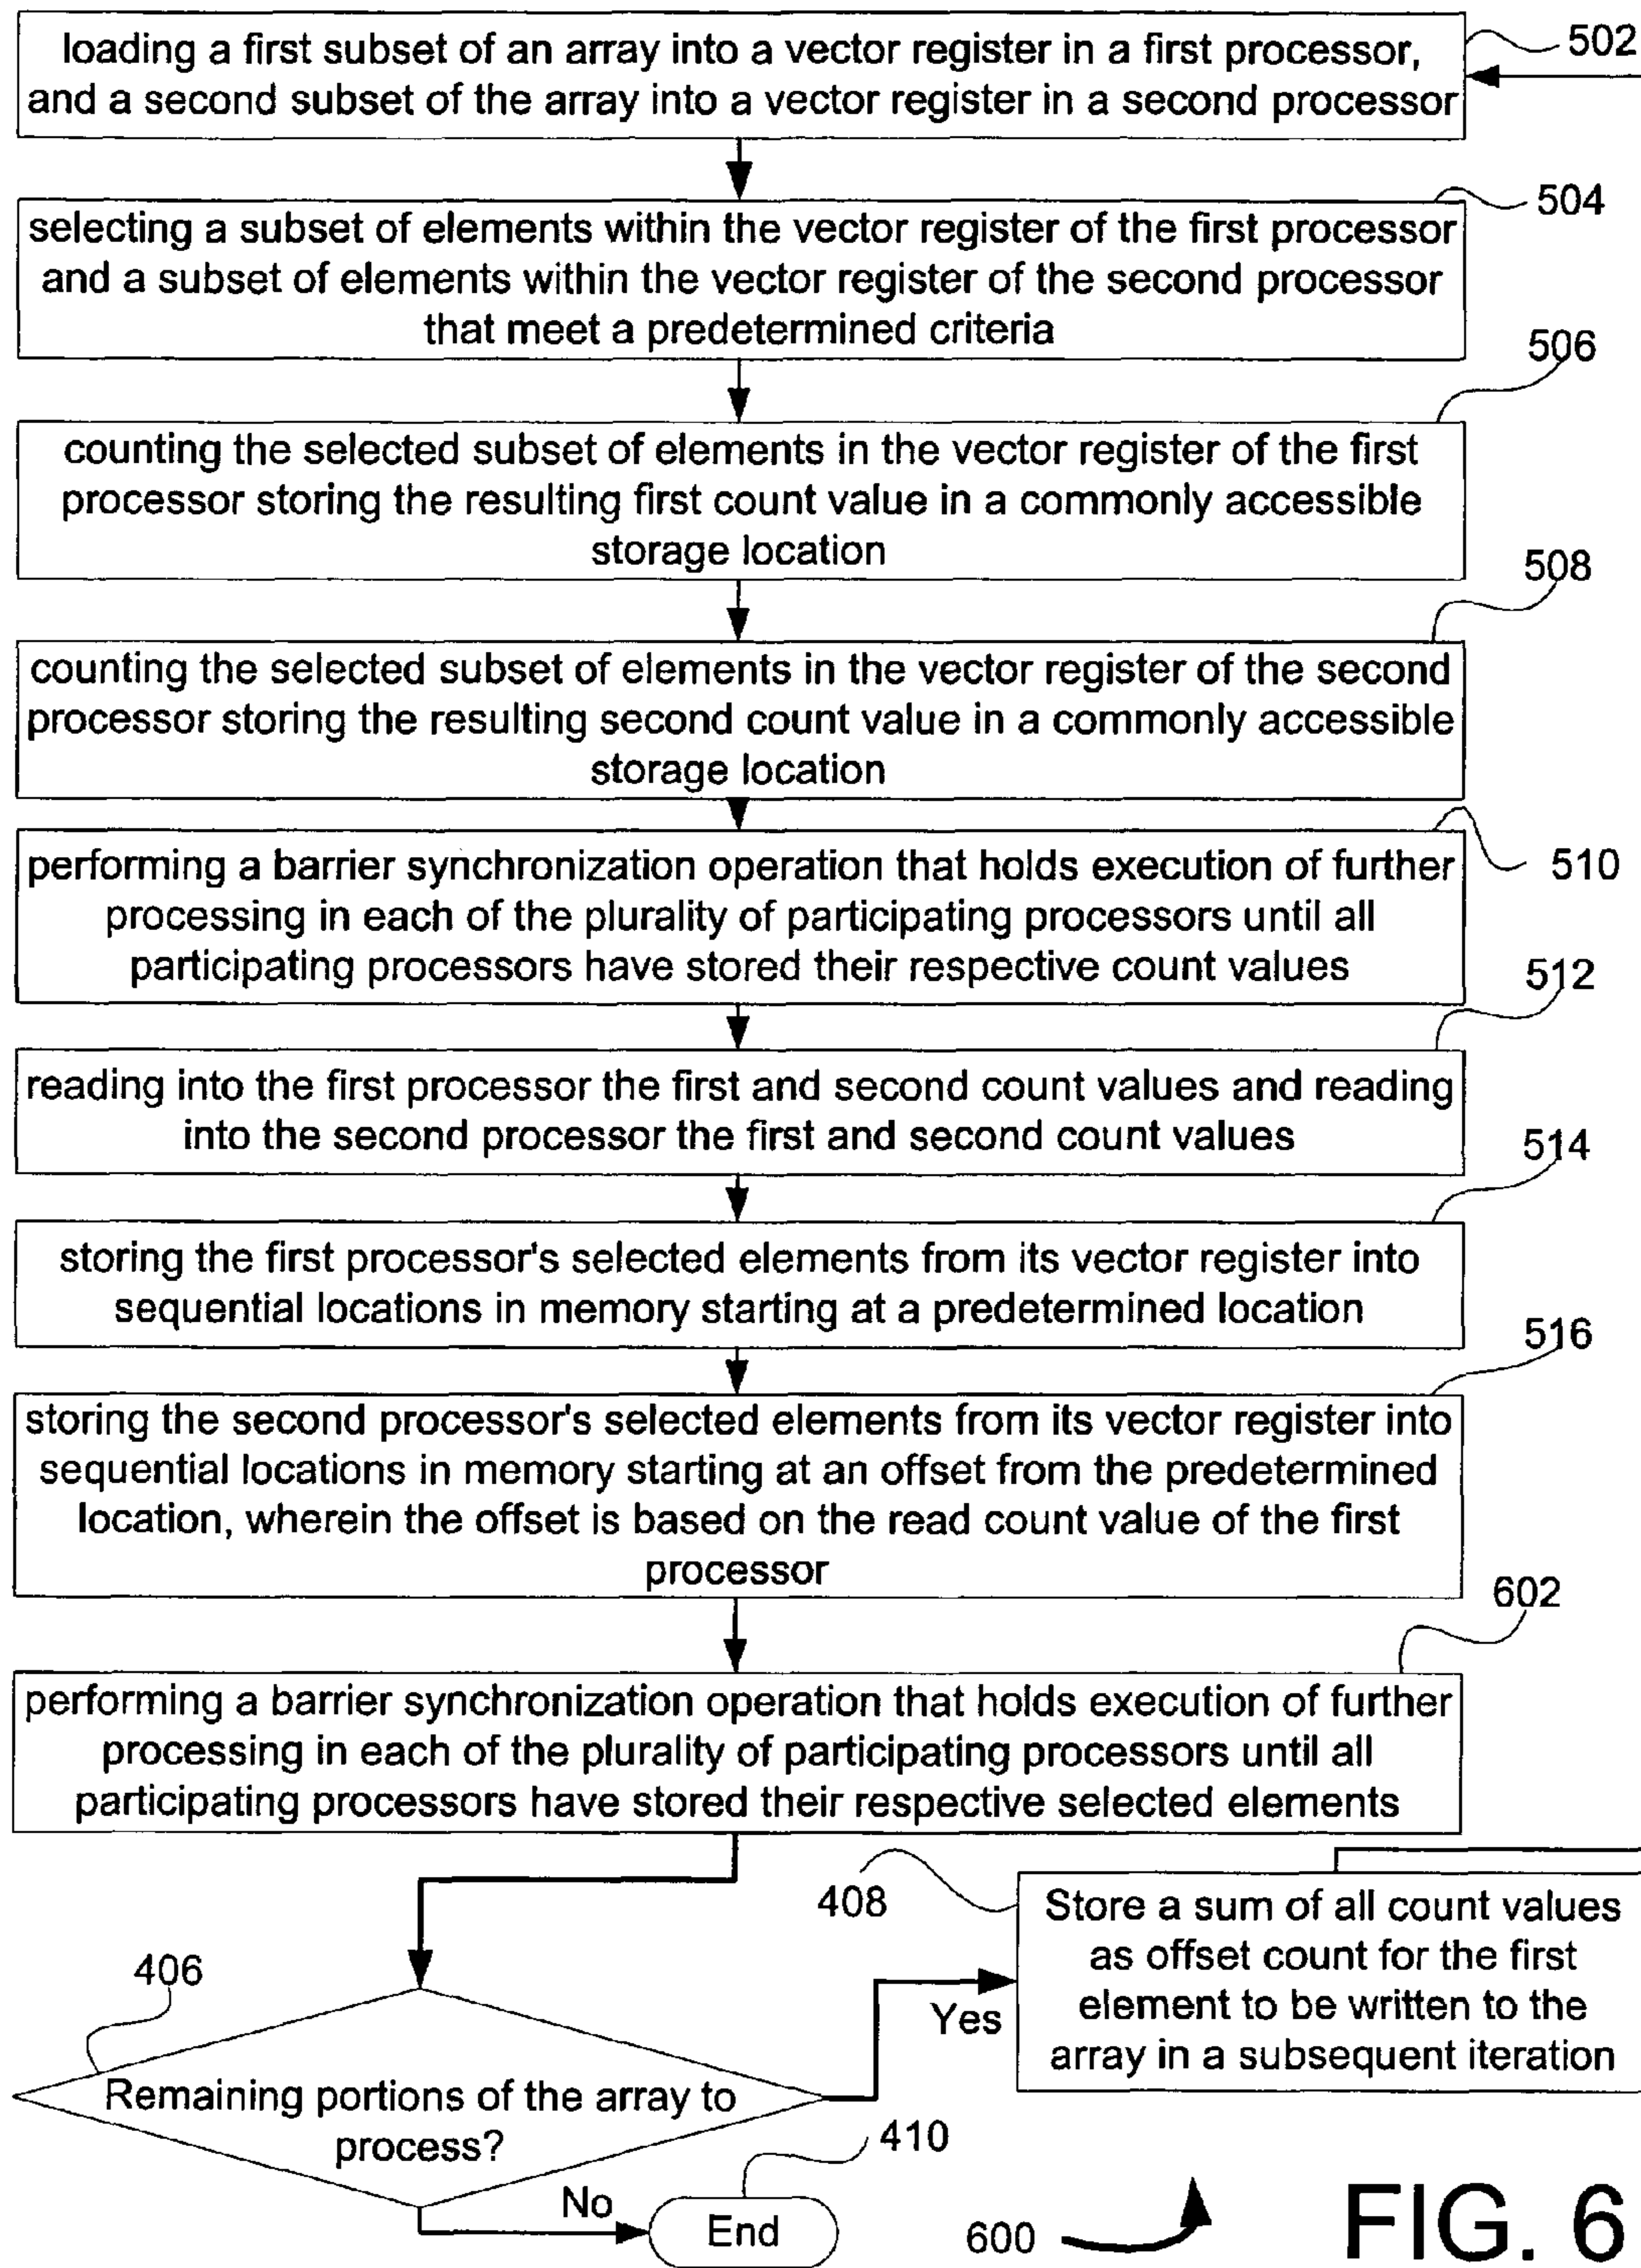 loading a first subset of an array into a vector register in a first processor,
and a second subset of the array into a vector register in a second processor
502
selecting a subset of elements within the vector register of the first processor
and a subset of elements within the vector register of the second processor
that meet a predetermined criteria
504
counting the selected subset of elements in the vector register of the first
processor storing the resulting first count value in a commonly accessible
storage location
506
counting the selected subset of elements in the vector register of the second
processor storing the resulting second count value in a commonly accessible
storage location
508
performing a barrier synchronization operation that holds execution of further
processing in each of the plurality of participating processors until all
participating processors have stored their respective count values
510
reading into the first processor the first and second count values and reading
into the second processor the first and second count values
512
storing the first processor's selected elements from its vector register into
sequential locations in memory starting at a predetermined location
514
storing the second processor's selected elements from its vector register into
sequential locations in memory starting at an offset from the predetermined
location, wherein the offset is based on the read count value of the first
processor
516
performing a barrier synchronization operation that holds execution of further
processing in each of the plurality of participating processors until all
participating processors have stored their respective selected elements
602
406
Remaining portions of the array to
process?
Yes
408
Store a sum of all count values
as offset count for the first
element to be written to the
array in a subsequent iteration
No
End
410
600
FIG. 6